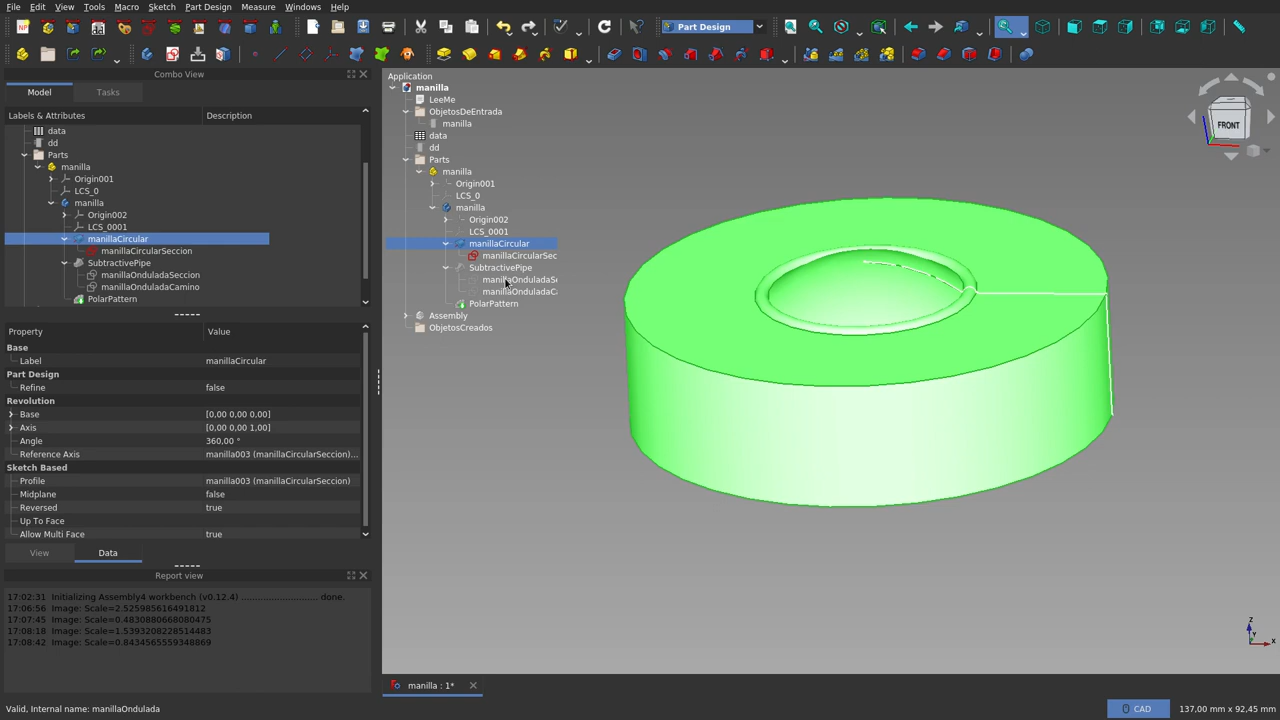 File Edit View Tools Macro Sketch Part Design Measure Windows Help
Part Design
Combo View
Model Tasks
Labels & Attributes Description
data
dd
Parts
manilla
Origin001
LCS_0
manilla
Origin002
LCS_0001
manillaCircular
manillaCircularSeccion
SubtractivePipe
manillaOnduladaSeccion
manillaOnduladaCamino
PolarPattern
Property Value
Base
Label manillaCircular
Part Design
Refine false
Revolution
Base [0,00 0,00 0,00]
Axis [0,00 0,00 1,00]
Angle 360,00 °
Reference Axis manilla003 (manillaCircularSeccion)...
Sketch Based
Profile manilla003 (manillaCircularSeccion)
Midplane false
Reversed true
Up To Face
Allow Multi Face true
View Data
Report view
17:02:31 Initializing Assembly4 workbench (v0.12.4) ............................ done.
17:06:56 Image: Scale=2.525985616491812
17:07:45 Image: Scale=0.4830880668080475
17:08:18 Image: Scale=1.5393208228514483
17:08:42 Image: Scale=0.8434565559348869
Application
manilla
LeeMe
ObjetosDeEntrada
manilla
data
dd
Parts
manilla
Origin001
LCS_0
manilla
Origin002
LCS_0001
manillaCircular
manillaCircularSec
SubtractivePipe
manillaOnduladaSe
manillaOnduladaCa
PolarPattern
Assembly
ObjetosCreados
FRONT
Z
Y
X
manilla : 1*
Valid, Internal name: manillaOndulada
CAD 137,00 mm x 92,45 mm